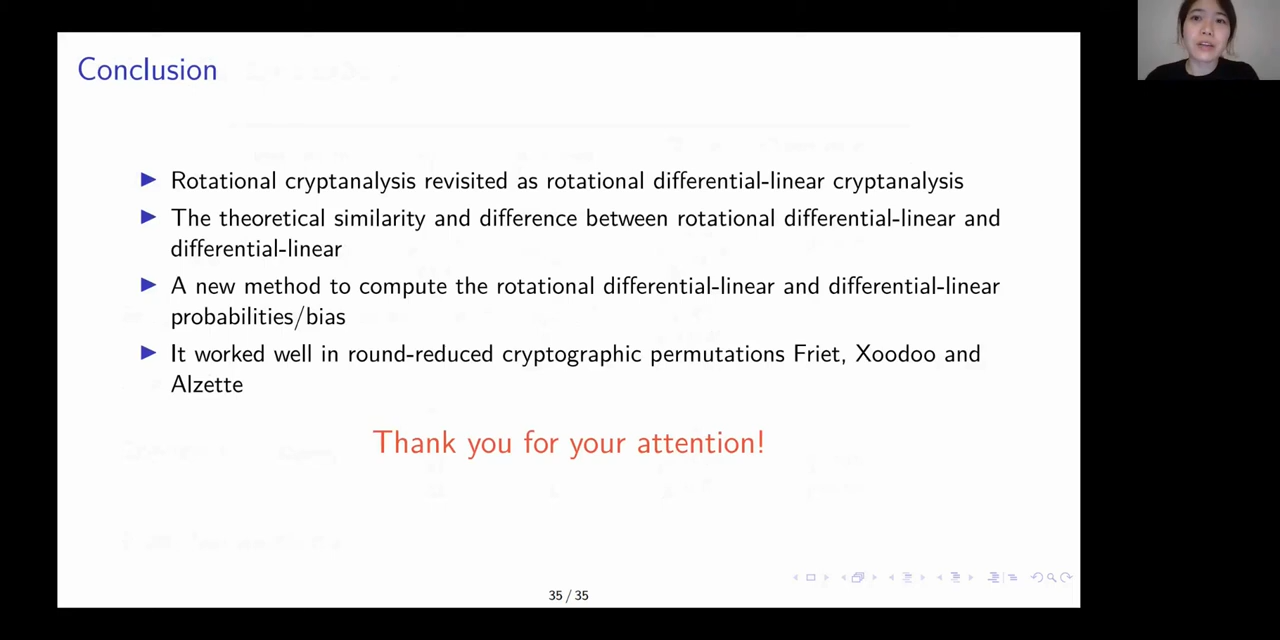 Conclusion
Rotational cryptanalysis revisited as rotational differential-linear cryptanalysis
The theoretical similarity and difference between rotational differential-linear and
differential-linear
A new method to compute the rotational differential-linear and differential-linear
probabilities/bias
It worked well in round-reduced cryptographic permutations Friet, Xoodoo and
Alzette
Thank you for your attention!
35 / 35